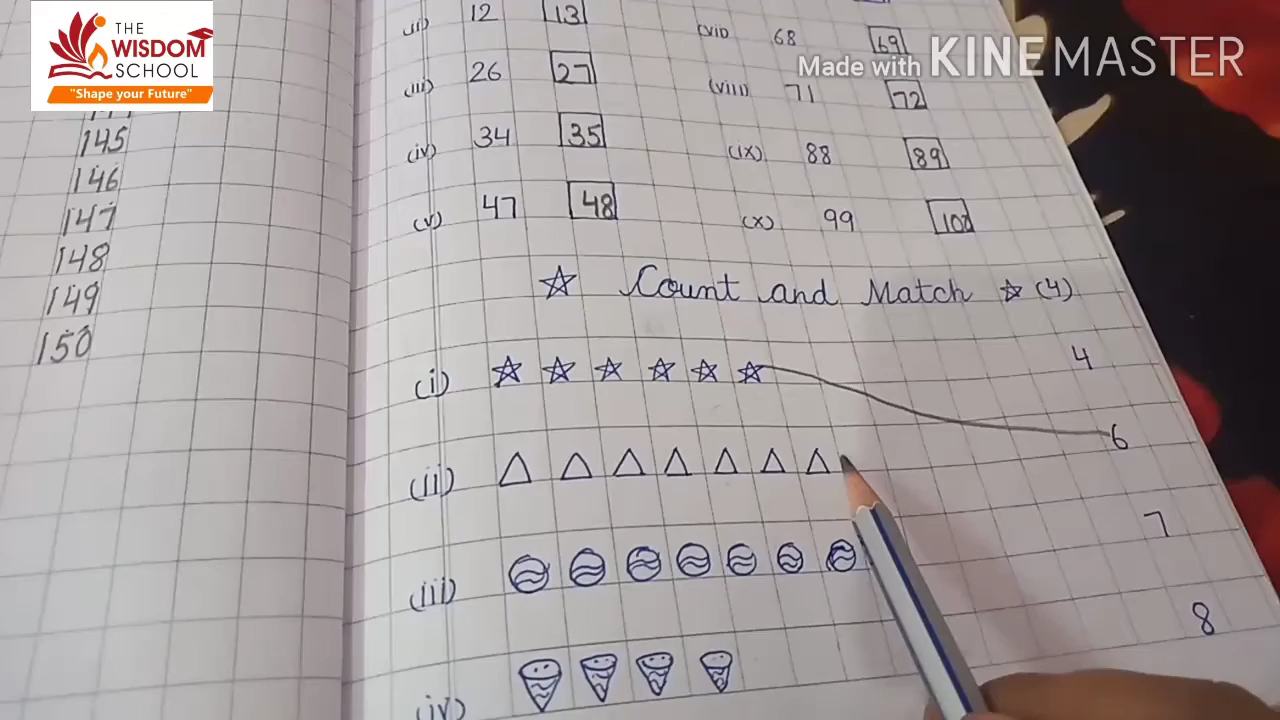 THE
WISDOM
SCHOOL
"Shape your Future"
Made with KINEMASTER
145
146
147
148
149
150
(ii) 12 13
(iii) 26 27
(iv) 34 35
(v) 47 48
(vii) 68 69
(viii) 71 72
(ix) 88 89
(x) 99 100
☆ Count and Match ☆ (4)
(i) 4
(ii) 6
(iii) 7
(iv) 8